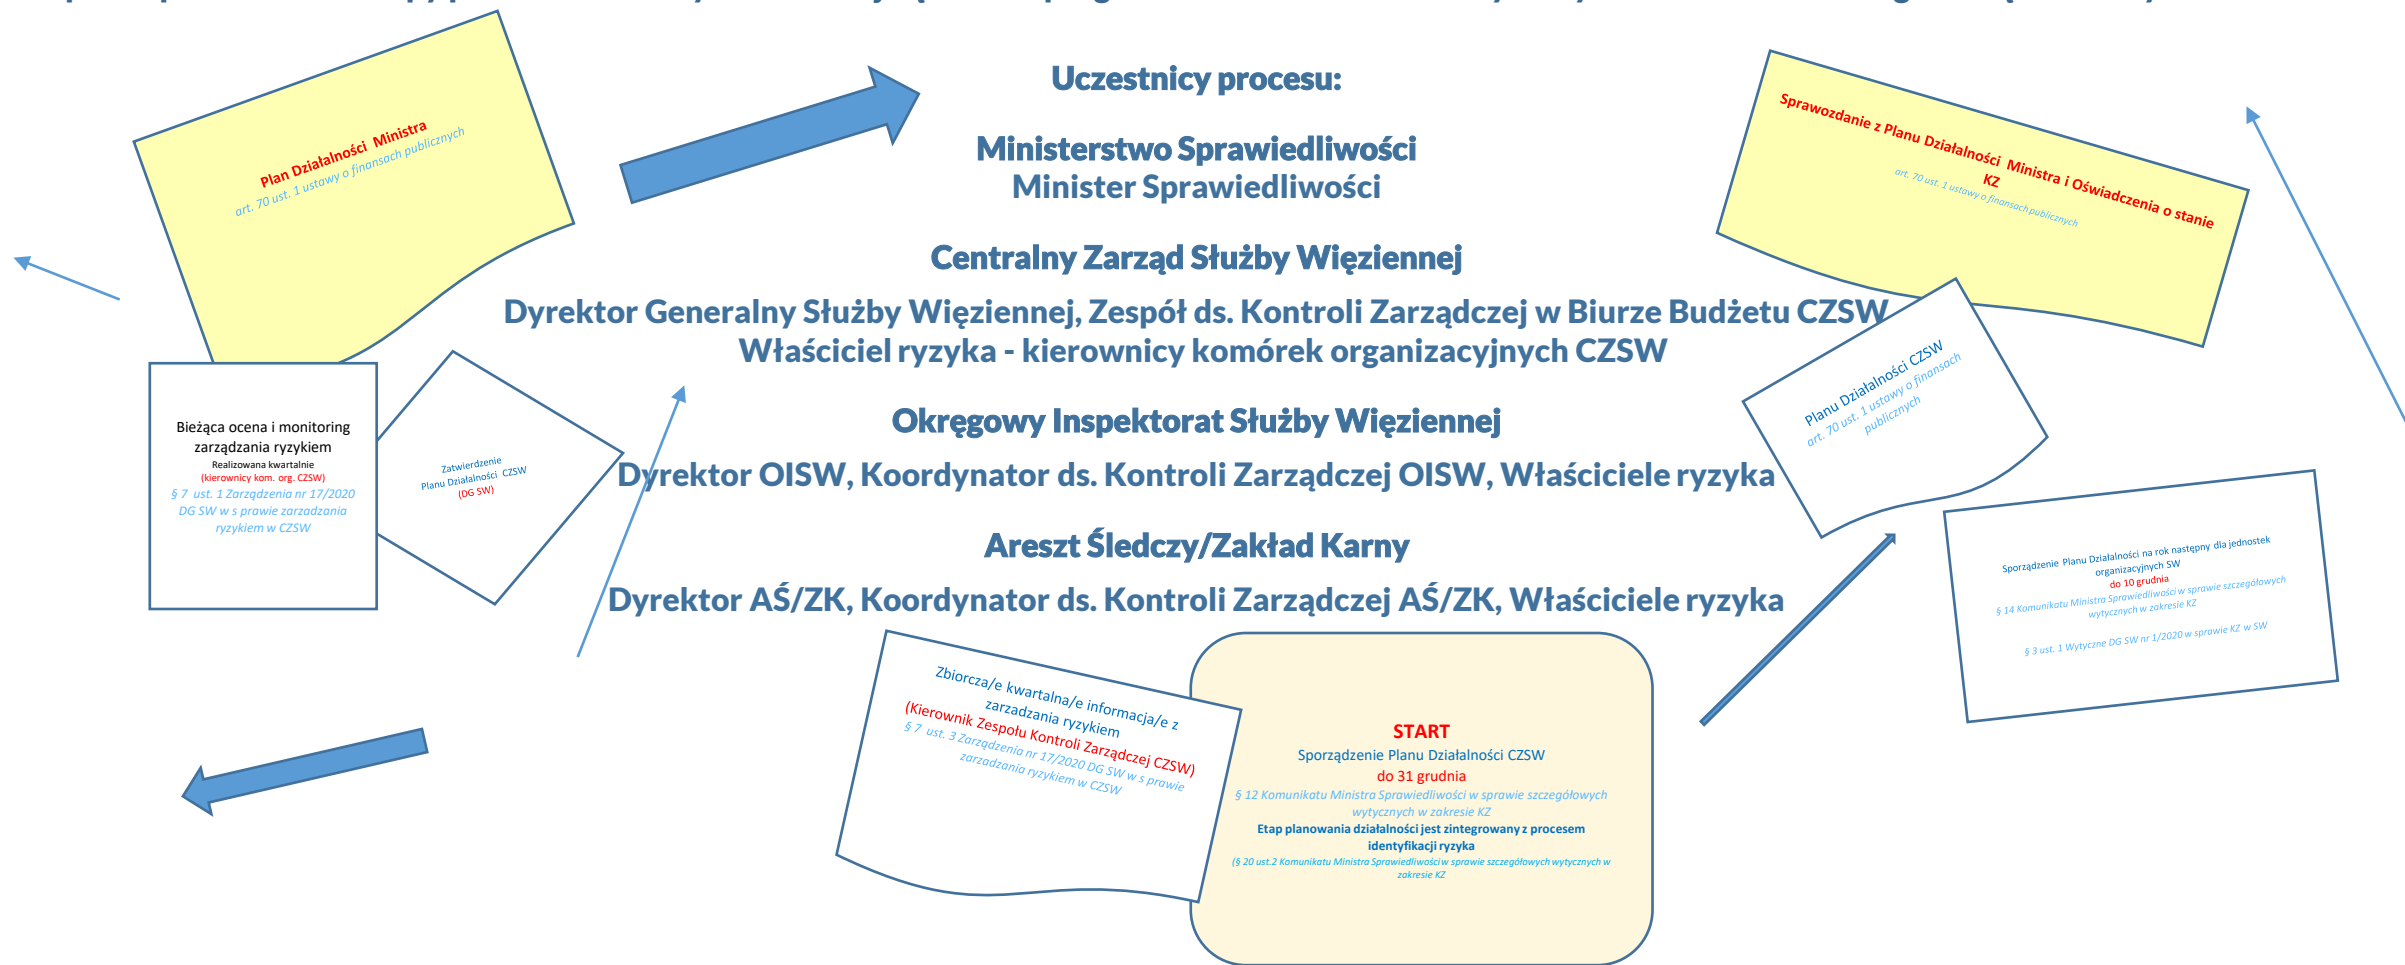 Uczestnicy procesu:
Ministerstwo Sprawiedliwości
Minister Sprawiedliwości
Centralny Zarząd Służby Więziennej
Dyrektor Generalny Służby Więziennej, Zespół ds. Kontroli Zarządczej w Biurze Budżetu CZSW
Właściciel ryzyka - kierownicy komórek organizacyjnych CZSW
Okręgowy Inspektorat Służby Więziennej
Dyrektor OISW, Koordynator ds. Kontroli Zarządczej OISW, Właściciele ryzyka
Areszt Śledczy/Zakład Karny
Dyrektor AŚ/ZK, Koordynator ds. Kontroli Zarządczej AŚ/ZK, Właściciele ryzyka
Plan Działalności Ministra
art. 70 ust. 1 ustawy o finansach publicznych
Sprawozdanie z Planu Działalności Ministra i Oświadczenia o stanie
KZ
art. 70 ust. 1 ustawy o finansach publicznych
Bieżąca ocena i monitoring
zarządzania ryzykiem
Realizowana kwartalnie
(kierownicy kom. org. CZSW)
§ 7 ust. 1 Zarządzenia nr 17/2020
DG SW w s prawie zarzadzania
ryzykiem w CZSW
Zatwierdzenie
Planu Działalności CZSW
(DG SW)
Planu Działalności CZSW
art. 70 ust. 1 ustawy o finansach
publicznych
Sporządzenie Planu Działalności na rok następny dla jednostek
organizacyjnych SW
do 10 grudnia
§ 14 Komunikatu Ministra Sprawiedliwości w sprawie szczegółowych
wytycznych w zakresie KZ
§ 3 ust. 1 Wytyczne DG SW nr 1/2020 w sprawie KZ w SW
Zbiorcza/e kwartalna/e informacja/e z
zarzadzania ryzykiem
(Kierownik Zespołu Kontroli Zarządczej CZSW)
§ 7 ust. 3 Zarządzenia nr 17/2020 DG SW w s prawie
zarzadzania ryzykiem w CZSW
START
Sporządzenie Planu Działalności CZSW
do 31 grudnia
§ 12 Komunikatu Ministra Sprawiedliwości w sprawie szczegółowych
wytycznych w zakresie KZ
Etap planowania działalności jest zintegrowany z procesem
identyfikacji ryzyka
(§ 20 ust.2 Komunikatu Ministra Sprawiedliwości w sprawie szczegółowych wytycznych w
zakresie KZ